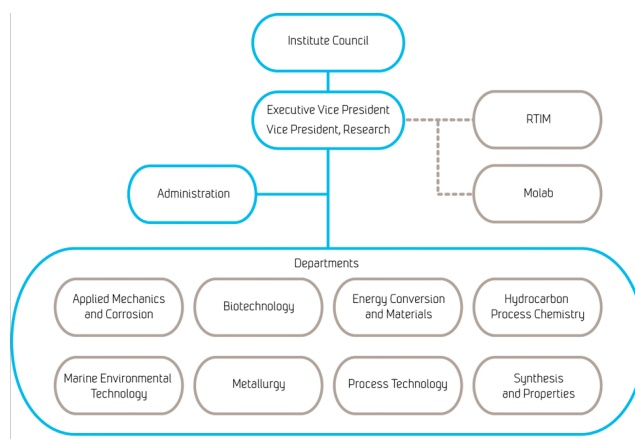 Institute Council
Executive Vice President
Vice President, Research
RTIM
Administration
Molab
Departments
Applied Mechanics
and Corrosion
Biotechnology
Energy Conversion
and Materials
Hydrocarbon
Process Chemistry
Marine Environmental
Technology
Metallurgy
Process Technology
Synthesis
and Properties